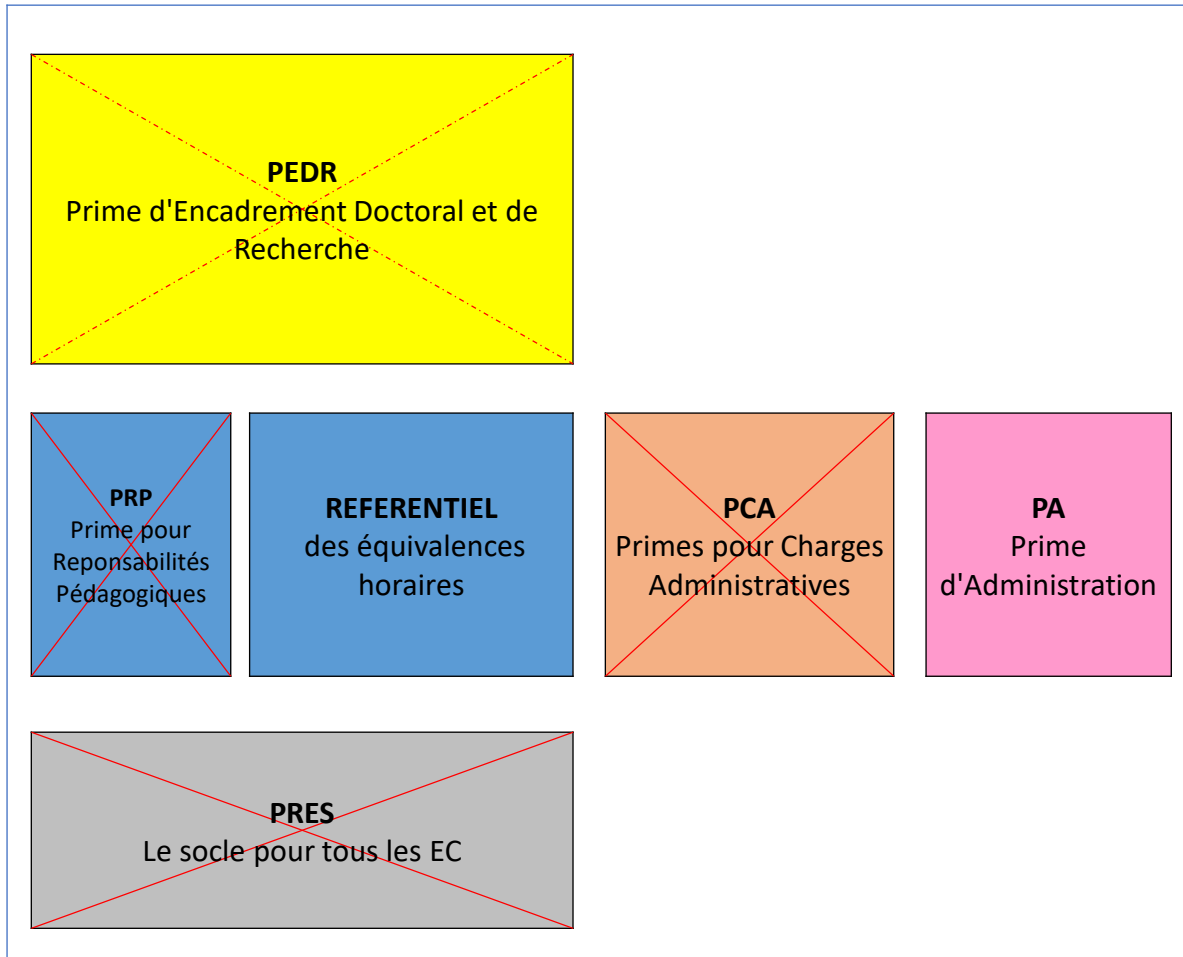 PEDR
Prime d'Encadrement Doctoral et de
Recherche
PRP
Prime pour
Reponsabilités
Pédagogiques
REFERENTIEL
des équivalences
horaires
PCA
Primes pour Charges
Administratives
PA
Prime
d'Administration
PRES
Le socle pour tous les EC